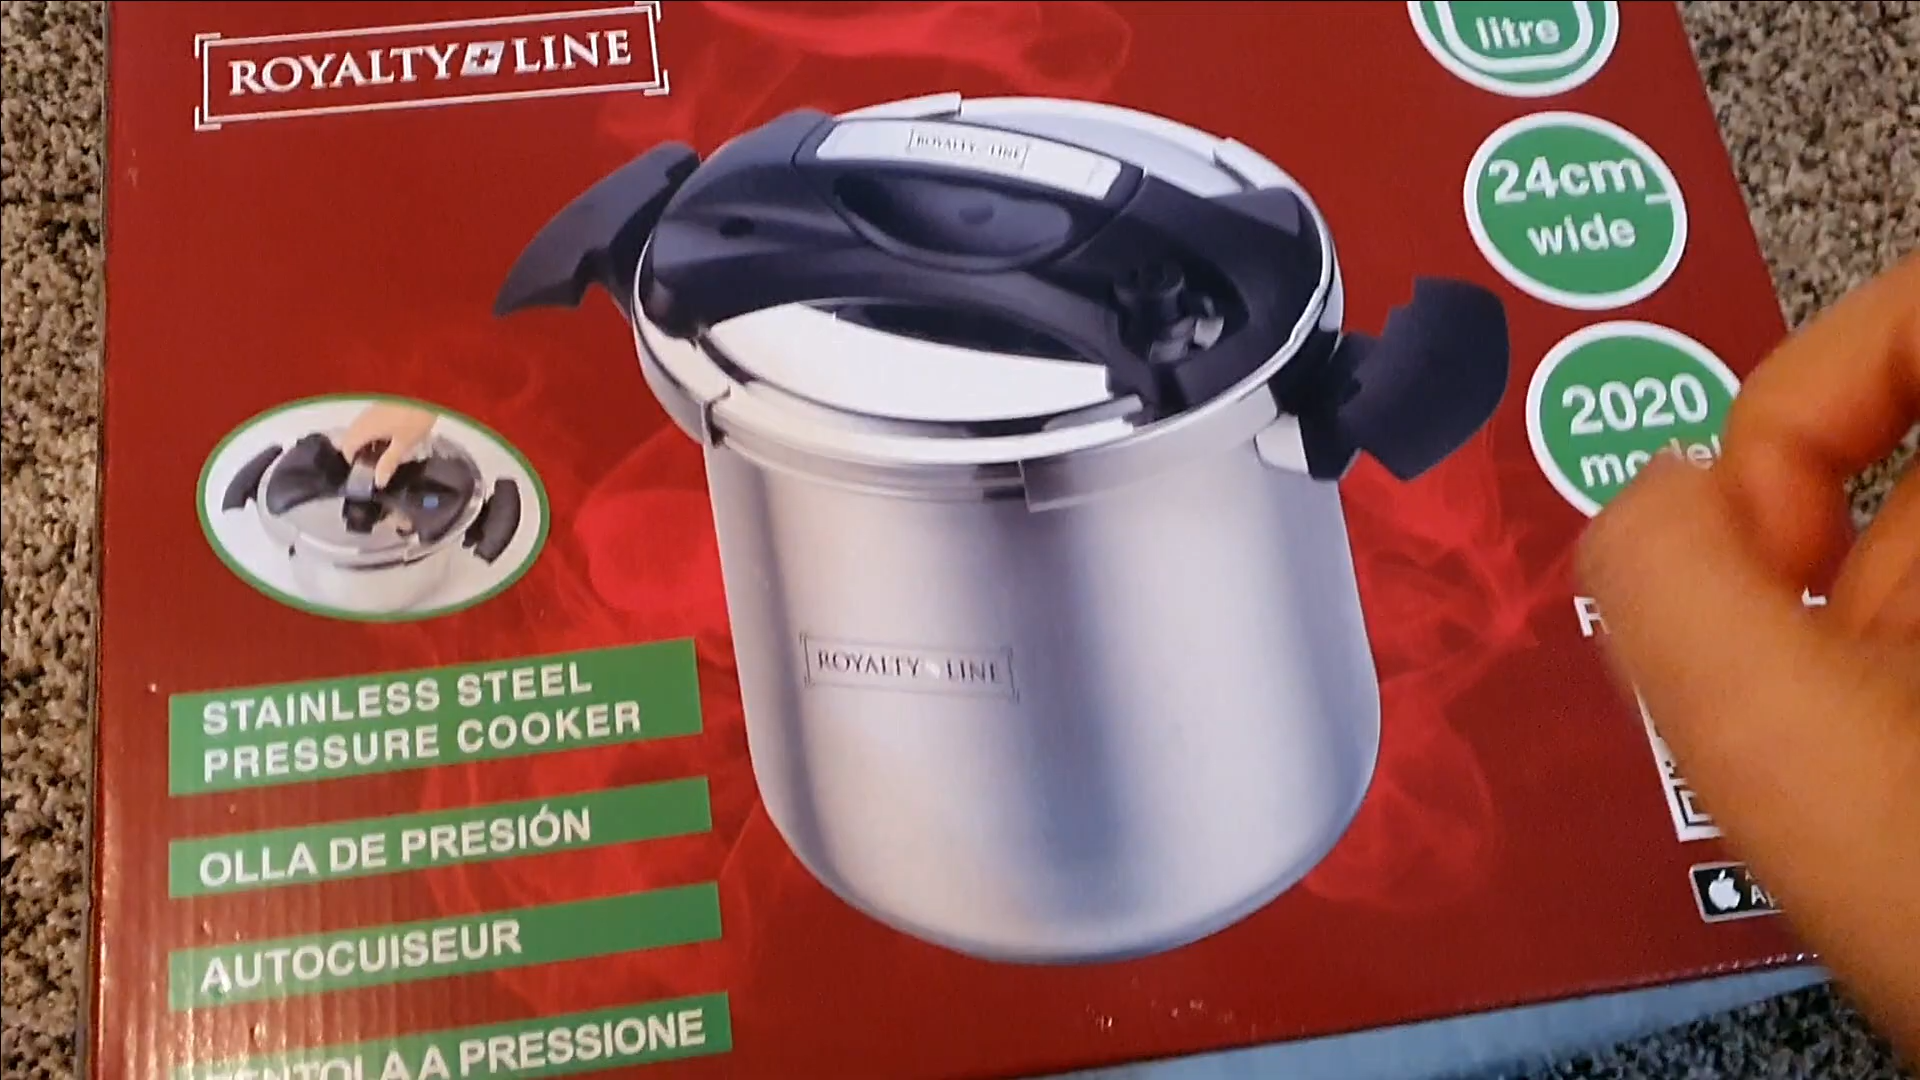 ROYALTY LINE
ROYALTY LINE
litre
24cm
wide
2020
model
STAINLESS STEEL
PRESSURE COOKER
ROYALTY LINE
OLLA DE PRESIÓN
AUTOCUISEUR
A PRESSIONE